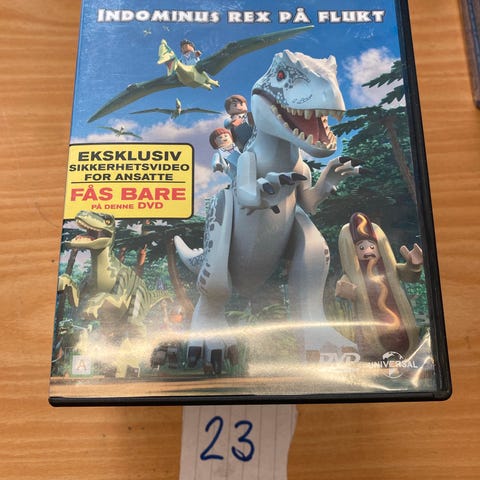 INDOMINUS REX PÅ FLUKT
EKSKLUSIV
SIKKERHETSVIDEO
FOR ANSATTE
FÅS BARE
PÅ DENNE DVD
A
DVD
UNIVERSAL
23